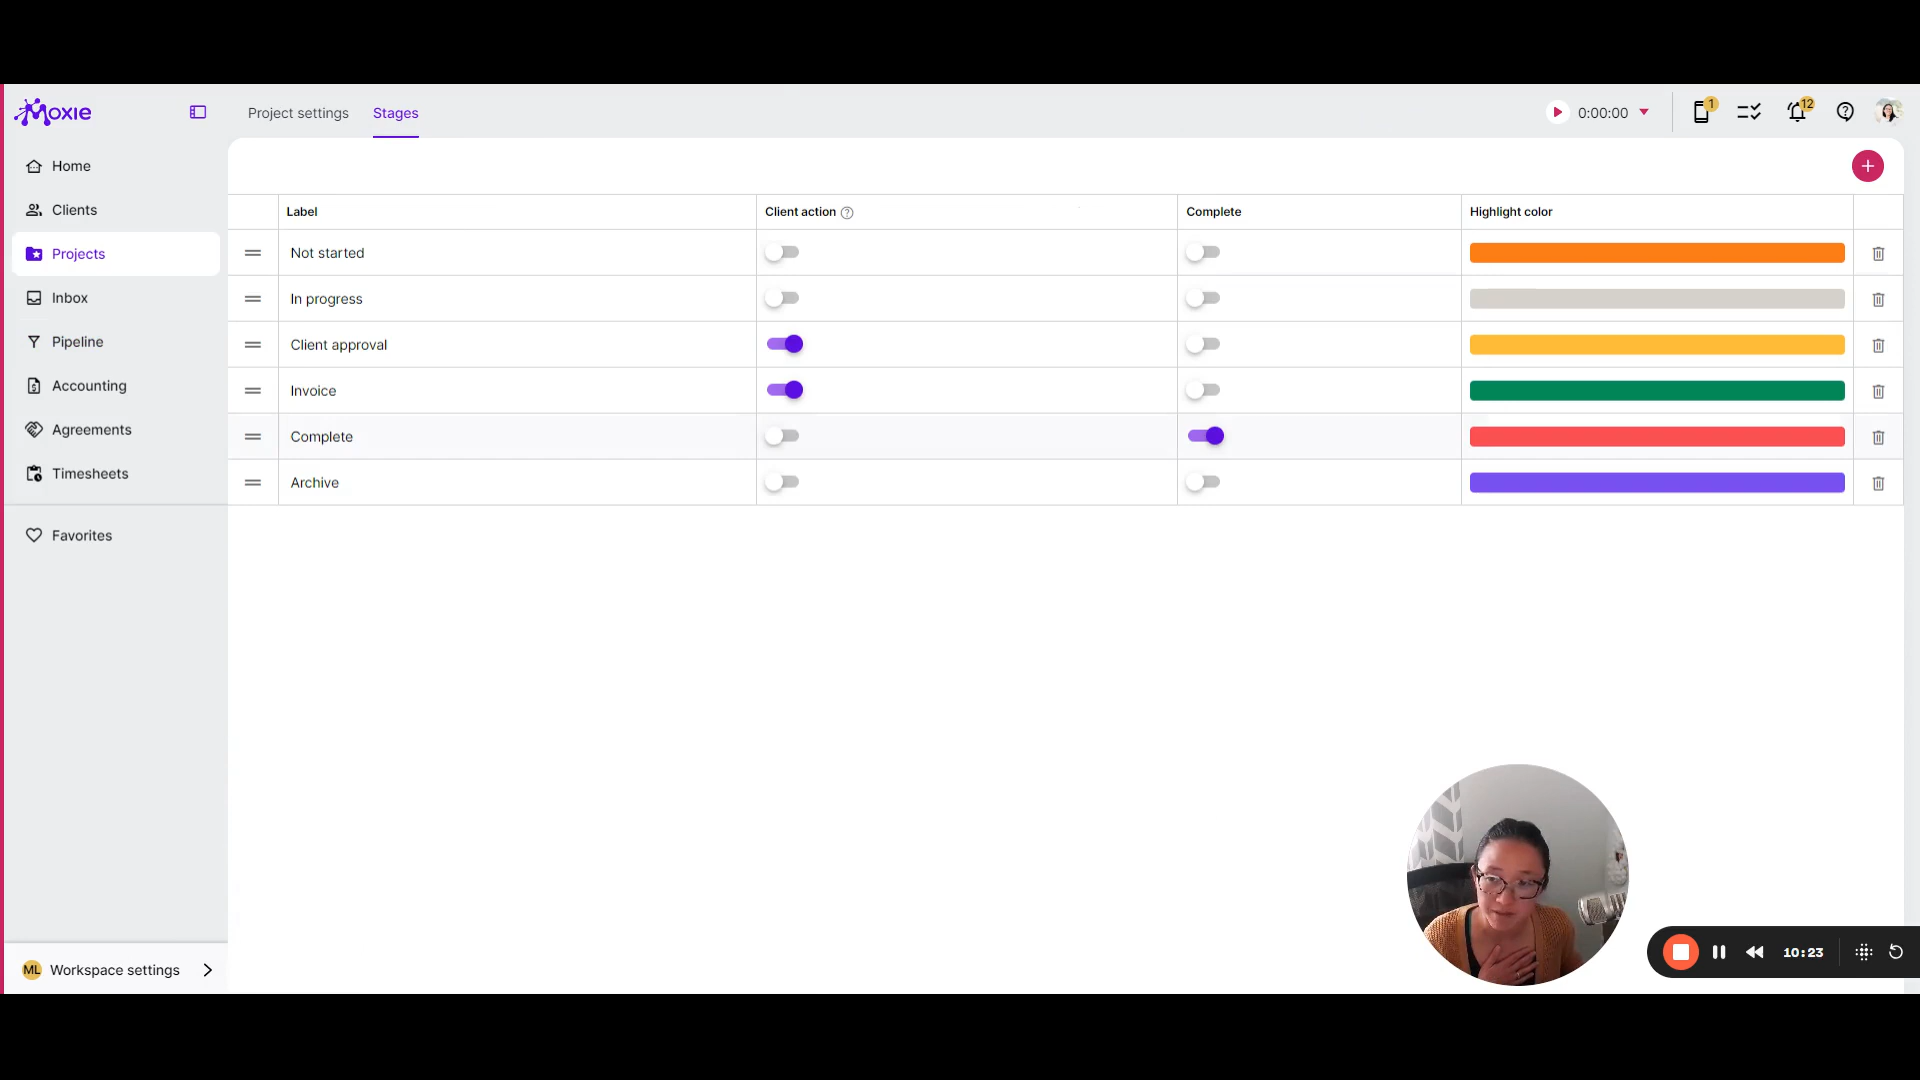 Moxie
Project settings
Stages
0:00:00
1
12
Home
Clients
Projects
Inbox
Pipeline
Accounting
Agreements
Timesheets
Favorites
Label
Client action
Complete
Highlight color
Not started
In progress
Client approval
Invoice
Complete
Archive
ML
Workspace settings
10:23